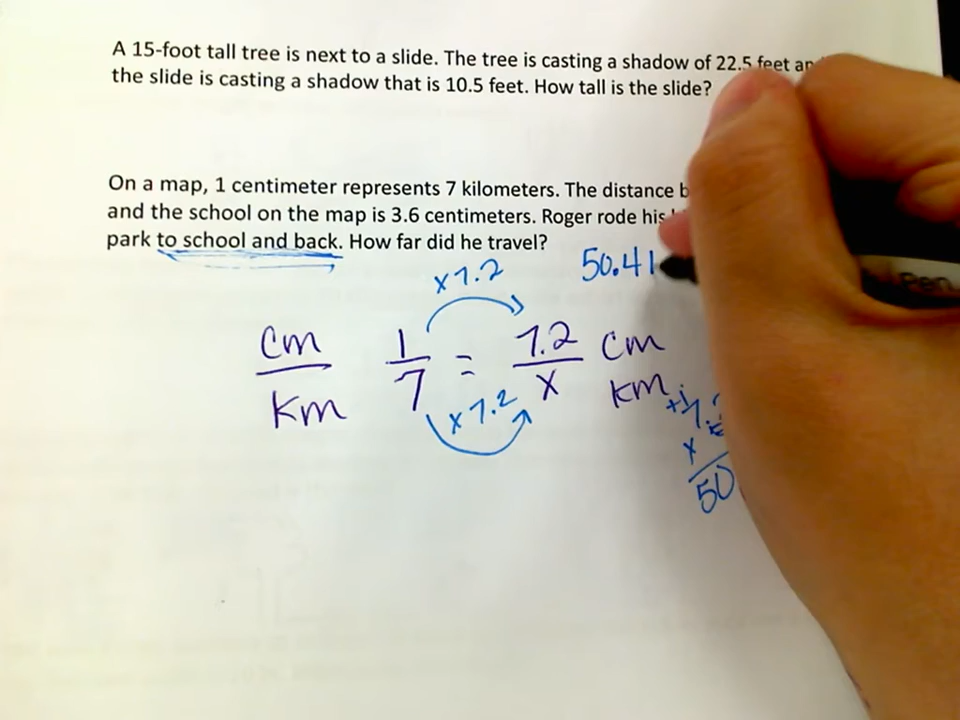 A 15-foot tall tree is next to a slide. The tree is casting a shadow of 22.5 feet
the slide is casting a shadow that is 10.5 feet. How tall is the slide?
On a map, 1 centimeter represents 7 kilometers. The distance
and the school on the map is 3.6 centimeters. Roger rode his
park to school and back. How far did he travel?
x7.2 50.4
cm 1 = 7.2 cm
km 7 x km
x7.2
+1
x
50